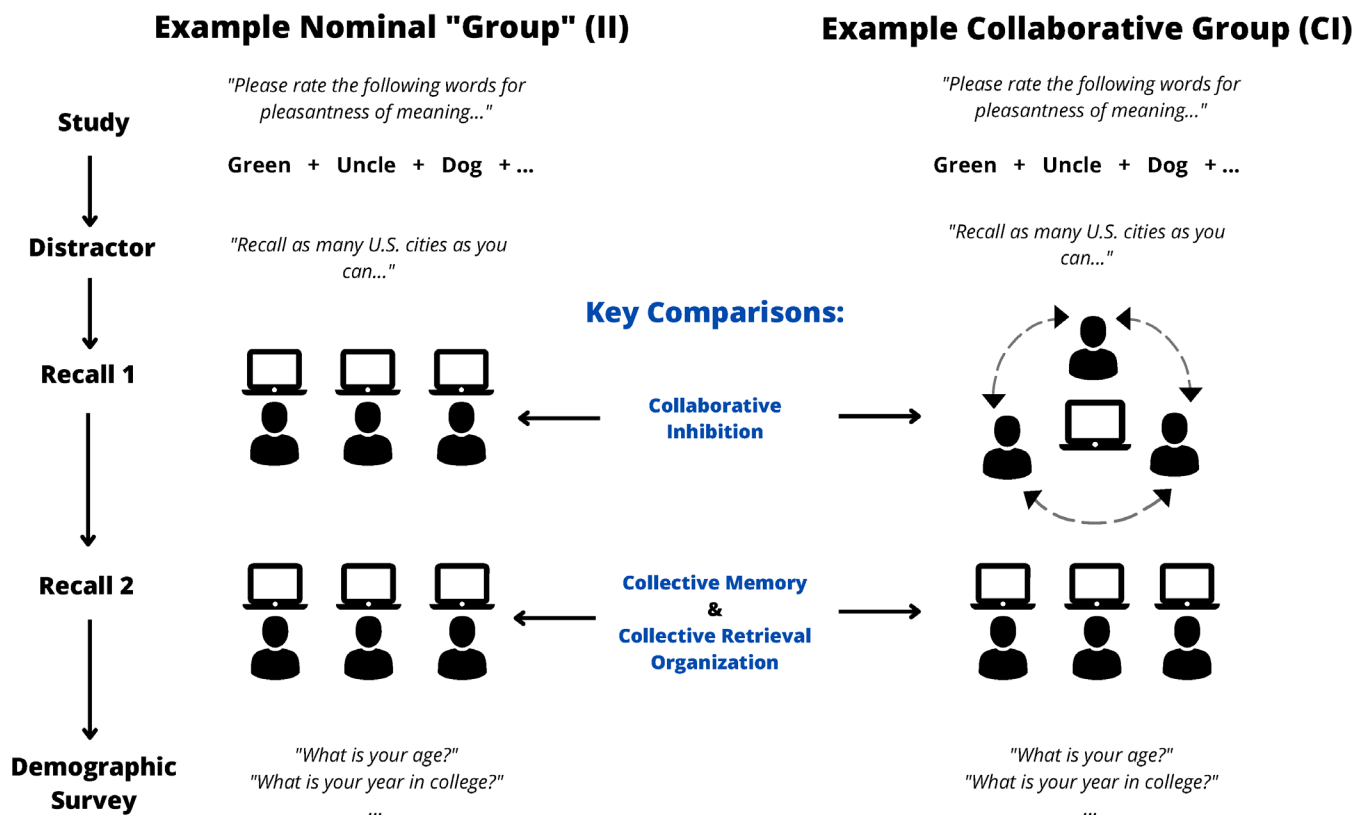 Example Nominal "Group" (II)
Example Collaborative Group (CI)
Study
"Please rate the following words for
pleasantness of meaning..."
Green + Uncle + Dog + ...
"Please rate the following words for
pleasantness of meaning..."
Green + Uncle + Dog + ...
Distractor
"Recall as many U.S. cities as you
can..."
"Recall as many U.S. cities as you
can..."
Key Comparisons:
Recall 1
Collaborative
Inhibition
Recall 2
Collective Memory
&
Collective Retrieval
Organization
Demographic
Survey
"What is your age?"
"What is your year in college?"
...
"What is your age?"
"What is your year in college?"
...